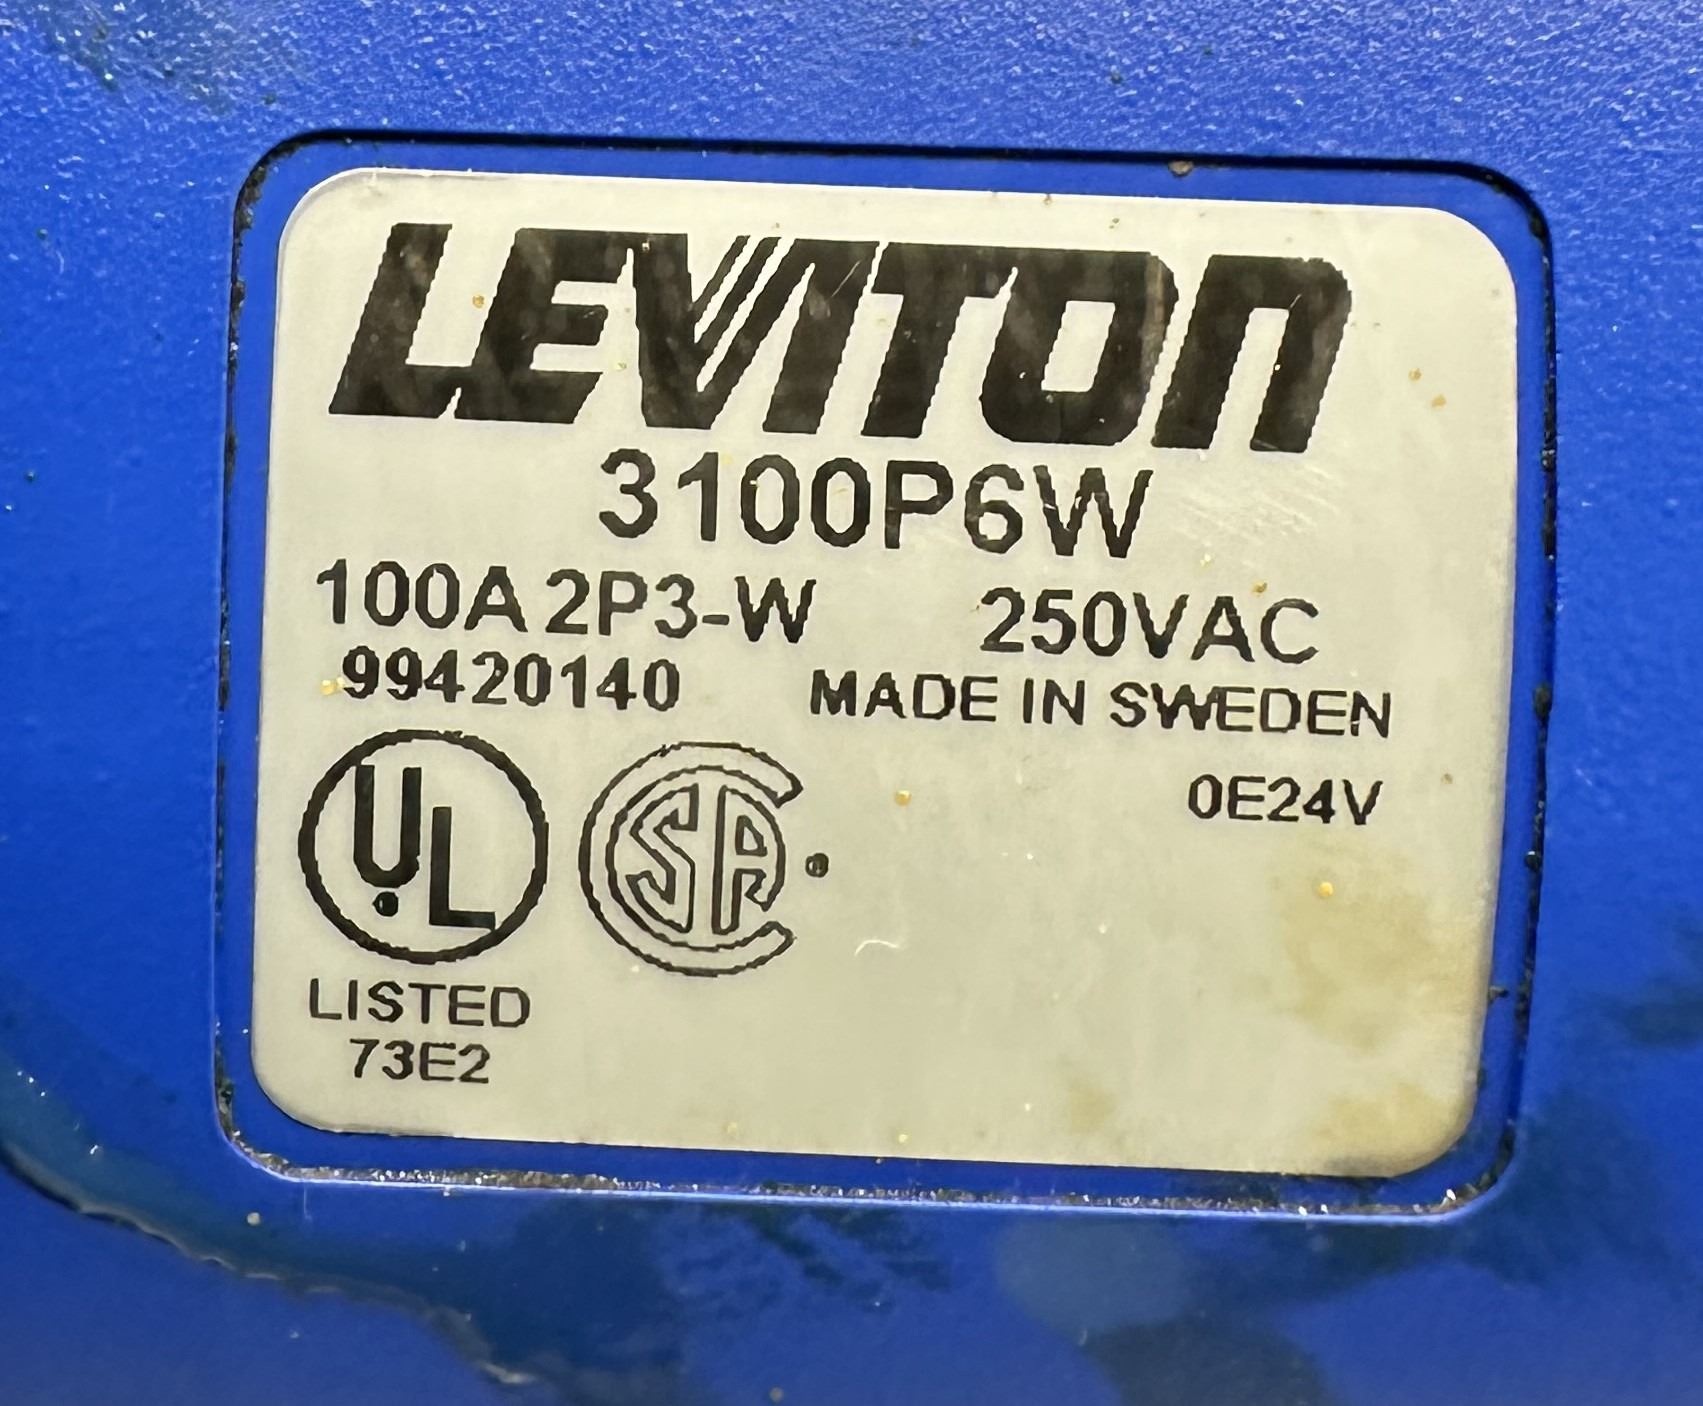 LEVITON
3100P6W
100A 2P3-W 250VAC
99420140 MADE IN SWEDEN
0E24V
UL
CSA
LISTED
73E2